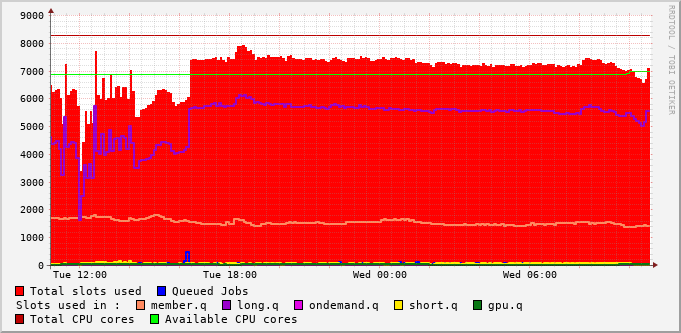 9000
8000
7000
6000
5000
4000
3000
2000
1000
0
Tue 12:00 Tue 18:00 Wed 00:00 Wed 06:00
RRDTOOL / TOBI OETIKER
Total slots used Queued Jobs
Slots used in : member.q long.q ondemand.q short.q gpu.q
Total CPU cores Available CPU cores